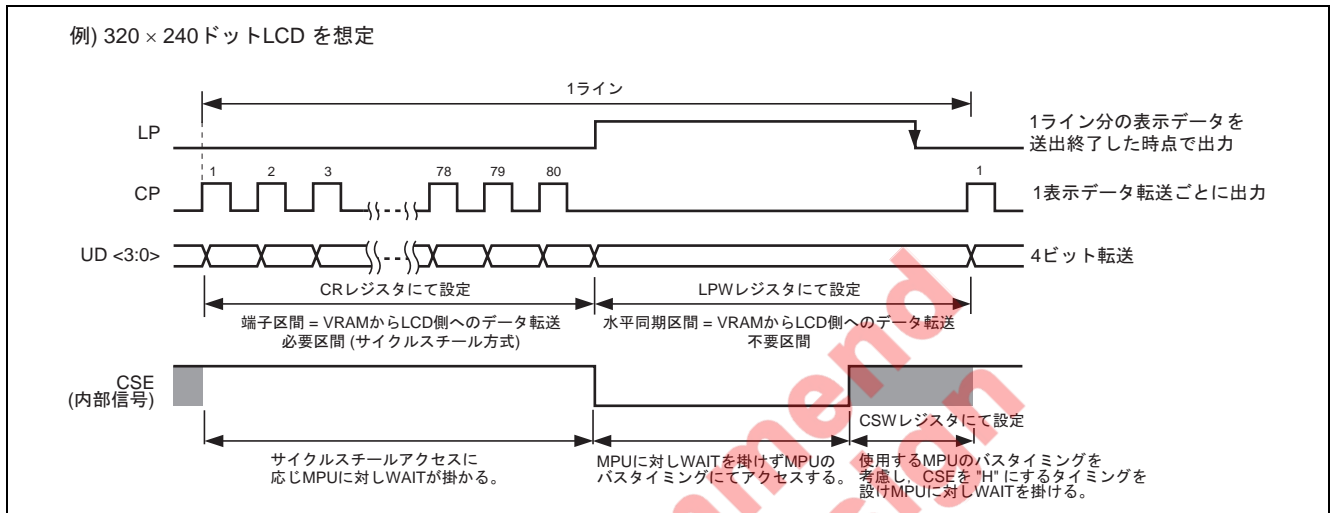 例) 320 × 240ドットLCD を想定
1ライン
LP
1ライン分の表示データを
送出終了した時点で出力
1 2 3 78 79 80 1
CP
1表示データ転送ごとに出力
UD <3:0>
4ビット転送
CRレジスタにて設定
LPWレジスタにて設定
端子区間 = VRAMからLCD側へのデータ転送
必要区間 (サイクルスチール方式)
水平同期区間 = VRAMからLCD側へのデータ転送
不要区間
CSE
(内部信号)
CSWレジスタにて設定
サイクルスチールアクセスに
応じMPUに対しWAITが掛かる。
MPUに対しWAITを掛けずMPUの
バスタイミングにてアクセスする。
使用するMPUのバスタイミングを
考慮し, CSEを "H" にするタイミングを
設けMPUに対しWAITを掛ける。